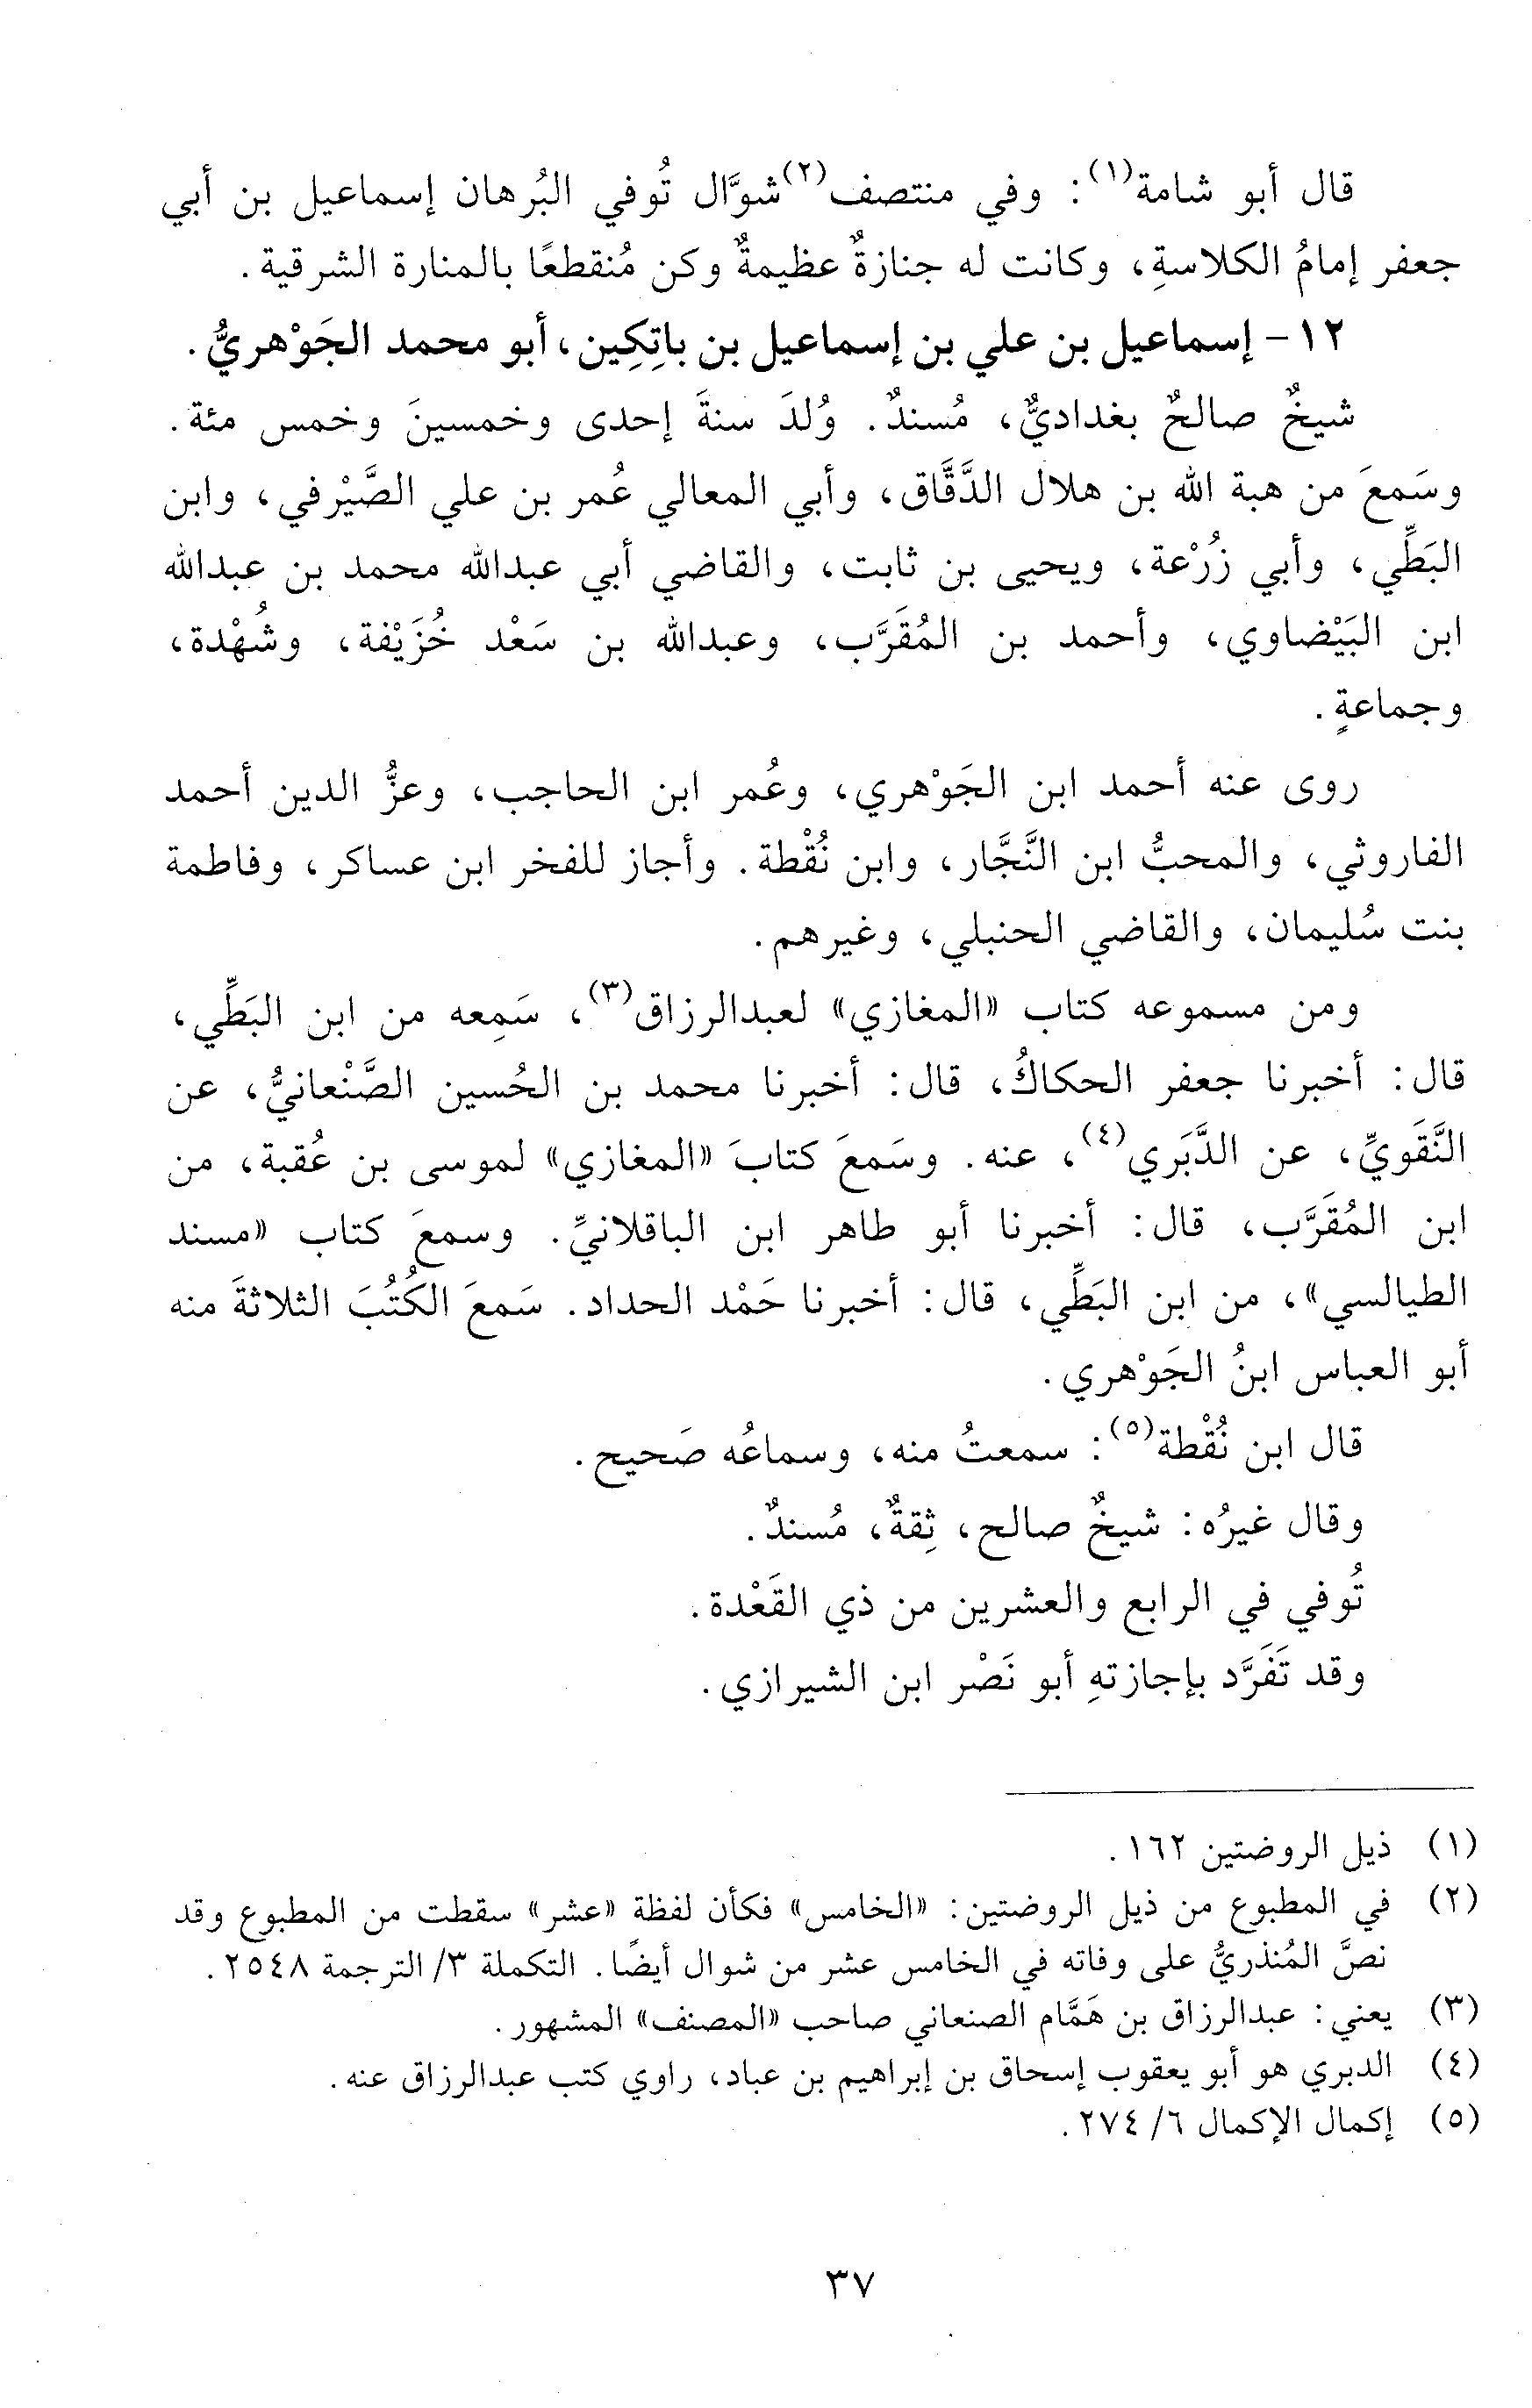 قال أبو شامة(١): وفي منتصف(٢) شوَّال تُوفي البُرهان إسماعيل بن أبي
جعفر إمامُ الكلاسةِ، وكانت له جنازةٌ عظيمةٌ وكن مُنقطعًا بالمنارة الشرقية.
١٢ - إسماعيل بن علي بن إسماعيل بن باتِكِين، أبو محمد الجَوْهريُّ.
شيخٌ صالحٌ بغداديٌّ، مُسندٌ. وُلدَ سنةَ إحدى وخمسينَ وخمس مئة.
وسَمعَ من هبة الله بن هلال الدَّقَّاق، وأبي المعالي عُمر بن علي الصَّيْرفي، وابن
البَطِّي، وأبي زُرْعة، ويحيى بن ثابت، والقاضي أبي عبدالله محمد بن عبدالله
ابن البَيْضاوي، وأحمد بن المُقَرَّب، وعبدالله بن سَعْد خُزَيْفة، وشُهْدة،
وجماعةٍ.
روى عنه أحمد ابن الجَوْهري، وعُمر ابن الحاجب، وعزُّ الدين أحمد
الفاروثي، والمحبُّ ابن النَّجَّار، وابن نُقْطة. وأجاز للفخر ابن عساكر، وفاطمة
بنت سُليمان، والقاضي الحنبلي، وغيرهم.
ومن مسموعه كتاب «المغازي» لعبدالرزاق(٣)، سَمِعه من ابن البَطِّي،
قال: أخبرنا جعفر الحكاكُ، قال: أخبرنا محمد بن الحُسين الصَّنْعانيُّ، عن
النَّقَويِّ، عن الدَّبَري(٤)، عنه. وسَمعَ كتابَ «المغازي» لموسى بن عُقبة، من
ابن المُقَرَّب، قال: أخبرنا أبو طاهر ابن الباقلانيِّ. وسمعَ كتاب «مسند
الطيالسي»، من ابن البَطِّي، قال: أخبرنا حَمْد الحداد. سَمعَ الكُتُبَ الثلاثةَ منه
أبو العباس ابنُ الجَوْهري.
قال ابن نُقْطة(٥): سمعتُ منه، وسماعُه صَحيح.
وقال غيرُه: شيخٌ صالح، ثِقةٌ، مُسندٌ.
تُوفي في الرابع والعشرين من ذي القَعْدة.
وقد تَفَرَّد بإجازتهِ أبو نَصْر ابن الشيرازي.
(١) ذيل الروضتين ١٦٢.
(٢) في المطبوع من ذيل الروضتين: «الخامس» فكأن لفظة «عشر» سقطت من المطبوع وقد
نصَّ المُنذريُّ على وفاته في الخامس عشر من شوال أيضًا. التكملة ٣/ الترجمة ٢٥٤٨.
(٣) يعني: عبدالرزاق بن هَمَّام الصنعاني صاحب «المصنف» المشهور.
(٤) الدبري هو أبو يعقوب إسحاق بن إبراهيم بن عباد، راوي كتب عبدالرزاق عنه.
(٥) إكمال الإكمال ٦/ ٢٧٤.
٣٧